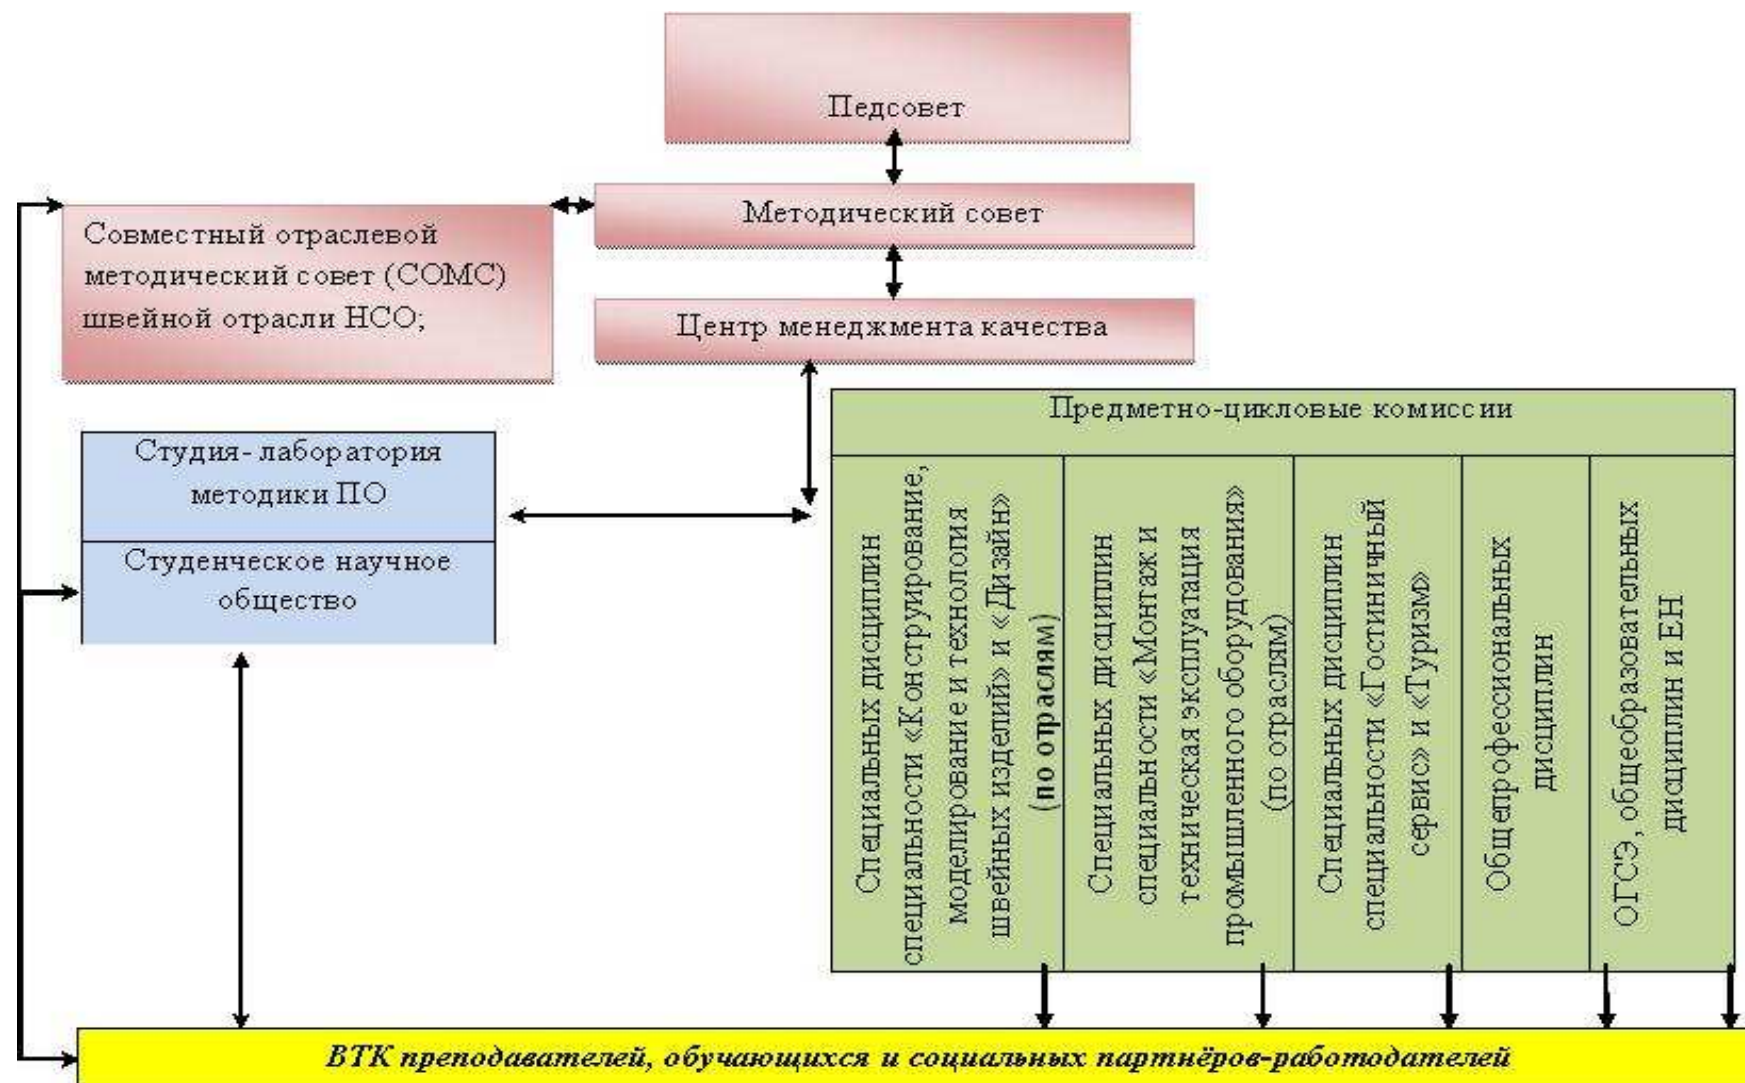 Педсовет
Методический совет
Совместный отраслевой
методический совет (СОМС)
швейной отрасли НСО;
Центр менеджмента качества
Студия- лаборатория
методики ПО
Студенческое научное
общество
Предметно-цикловые комиссии
Специальных дисциплин
специальности «Конструирование,
моделирование и технология
швейных изделий» и «Дизайн»
(по отраслям)
Специальных дисциплин
специальности «Монтаж и
техническая эксплуатация
промышленного оборудования»
(по отраслям)
Специальных дисциплин
специальности «Гостиничный
сервис» и «Туризм»
Общепрофессиональных
дисциплин
ОГСЭ, общеобразовательных
дисциплин и ЕН
ВТК преподавателей, обучающихся и социальных партнёров-работодателей